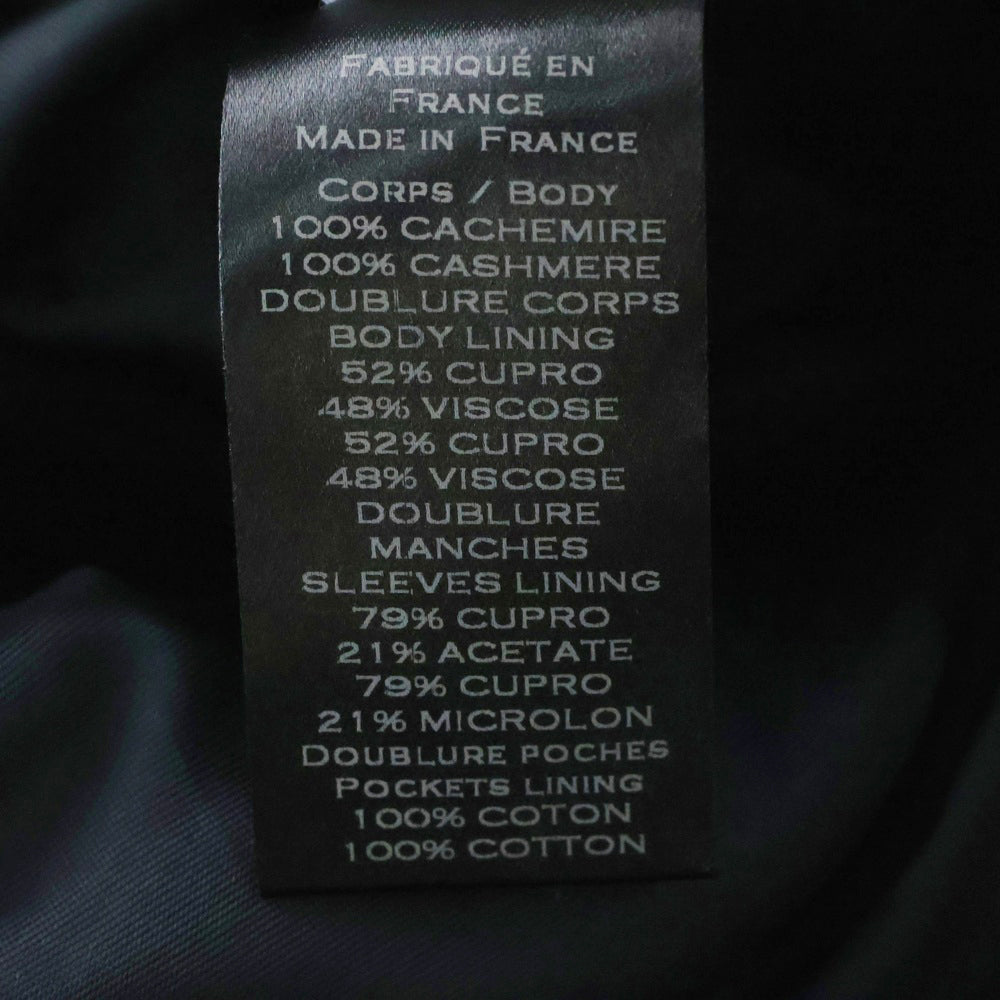 FABRIQUÉ EN
FRANCE
MADE IN FRANCE
CORPS / BODY
100% CACHEMIRE
100% CASHMERE
DOUBLURE CORPS
BODY LINING
52% CUPRO
48% VISCOSE
52% CUPRO
48% VISCOSE
DOUBLURE
MANCHES
SLEEVES LINING
79% CUPRO
21% ACETATE
79% CUPRO
21% MICROLON
DOUBLURE POCHES
POCKETS LINING
100% COTON
100% COTTON